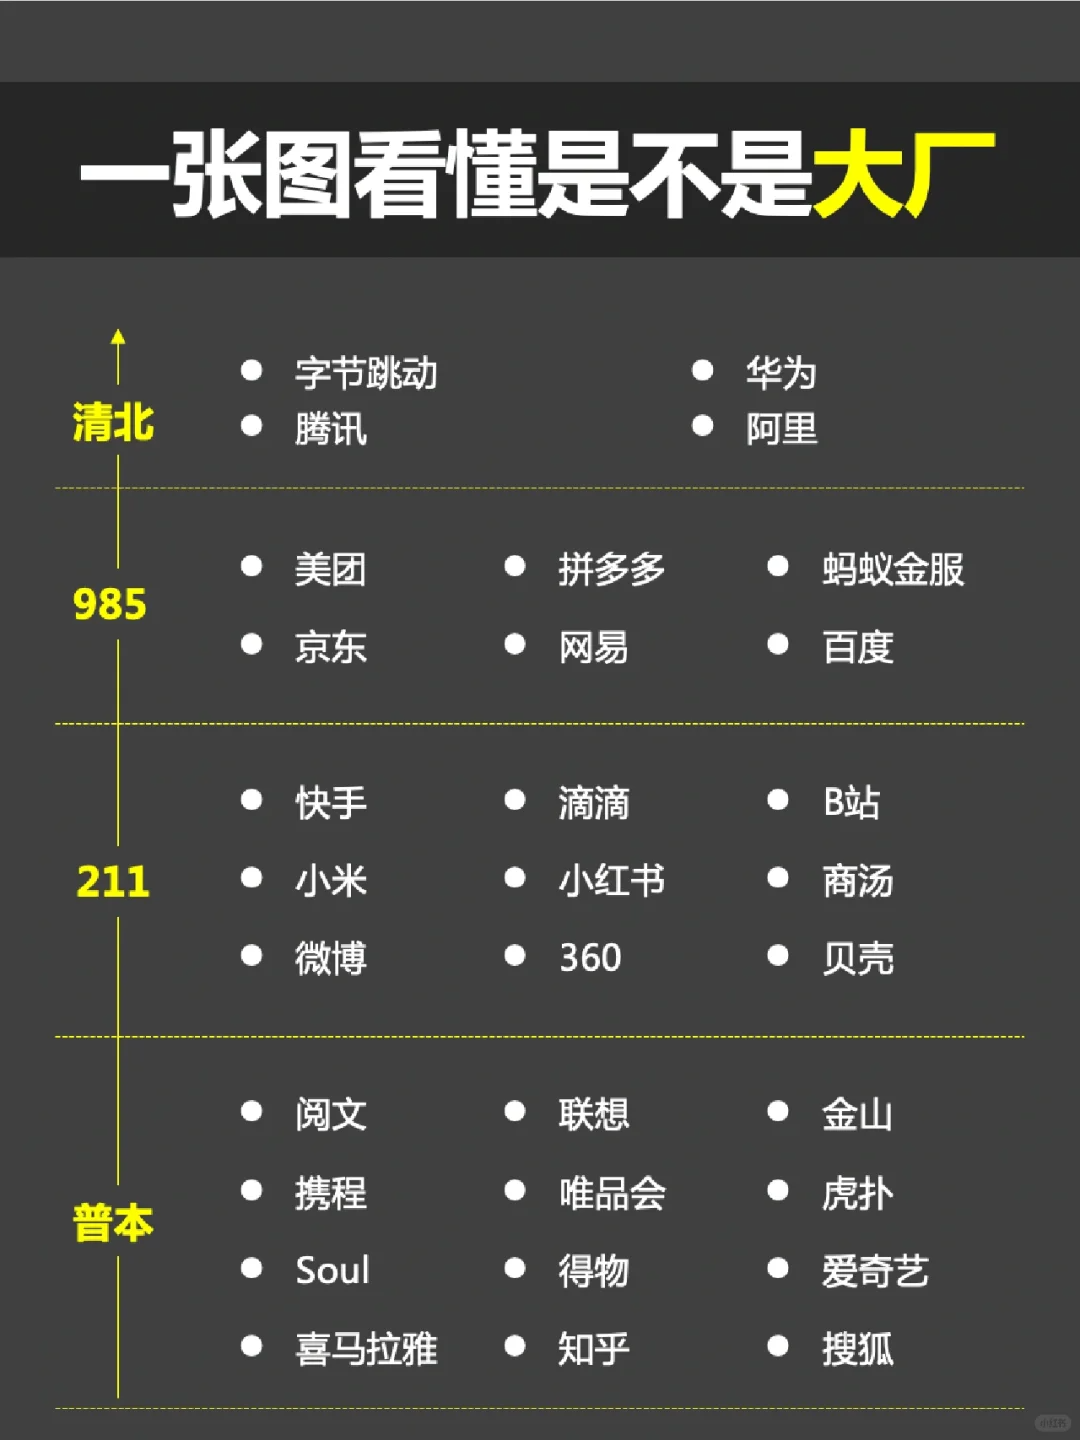 一张图看懂是不是大厂
清北
字节跳动 华为
腾讯 阿里
985
美团 拼多多 蚂蚁金服
京东 网易 百度
211
快手 滴滴 B站
小米 小红书 商汤
微博 360 贝壳
普本
阅文 联想 金山
携程 唯品会 虎扑
Soul 得物 爱奇艺
喜马拉雅 知乎 搜狐
小红书